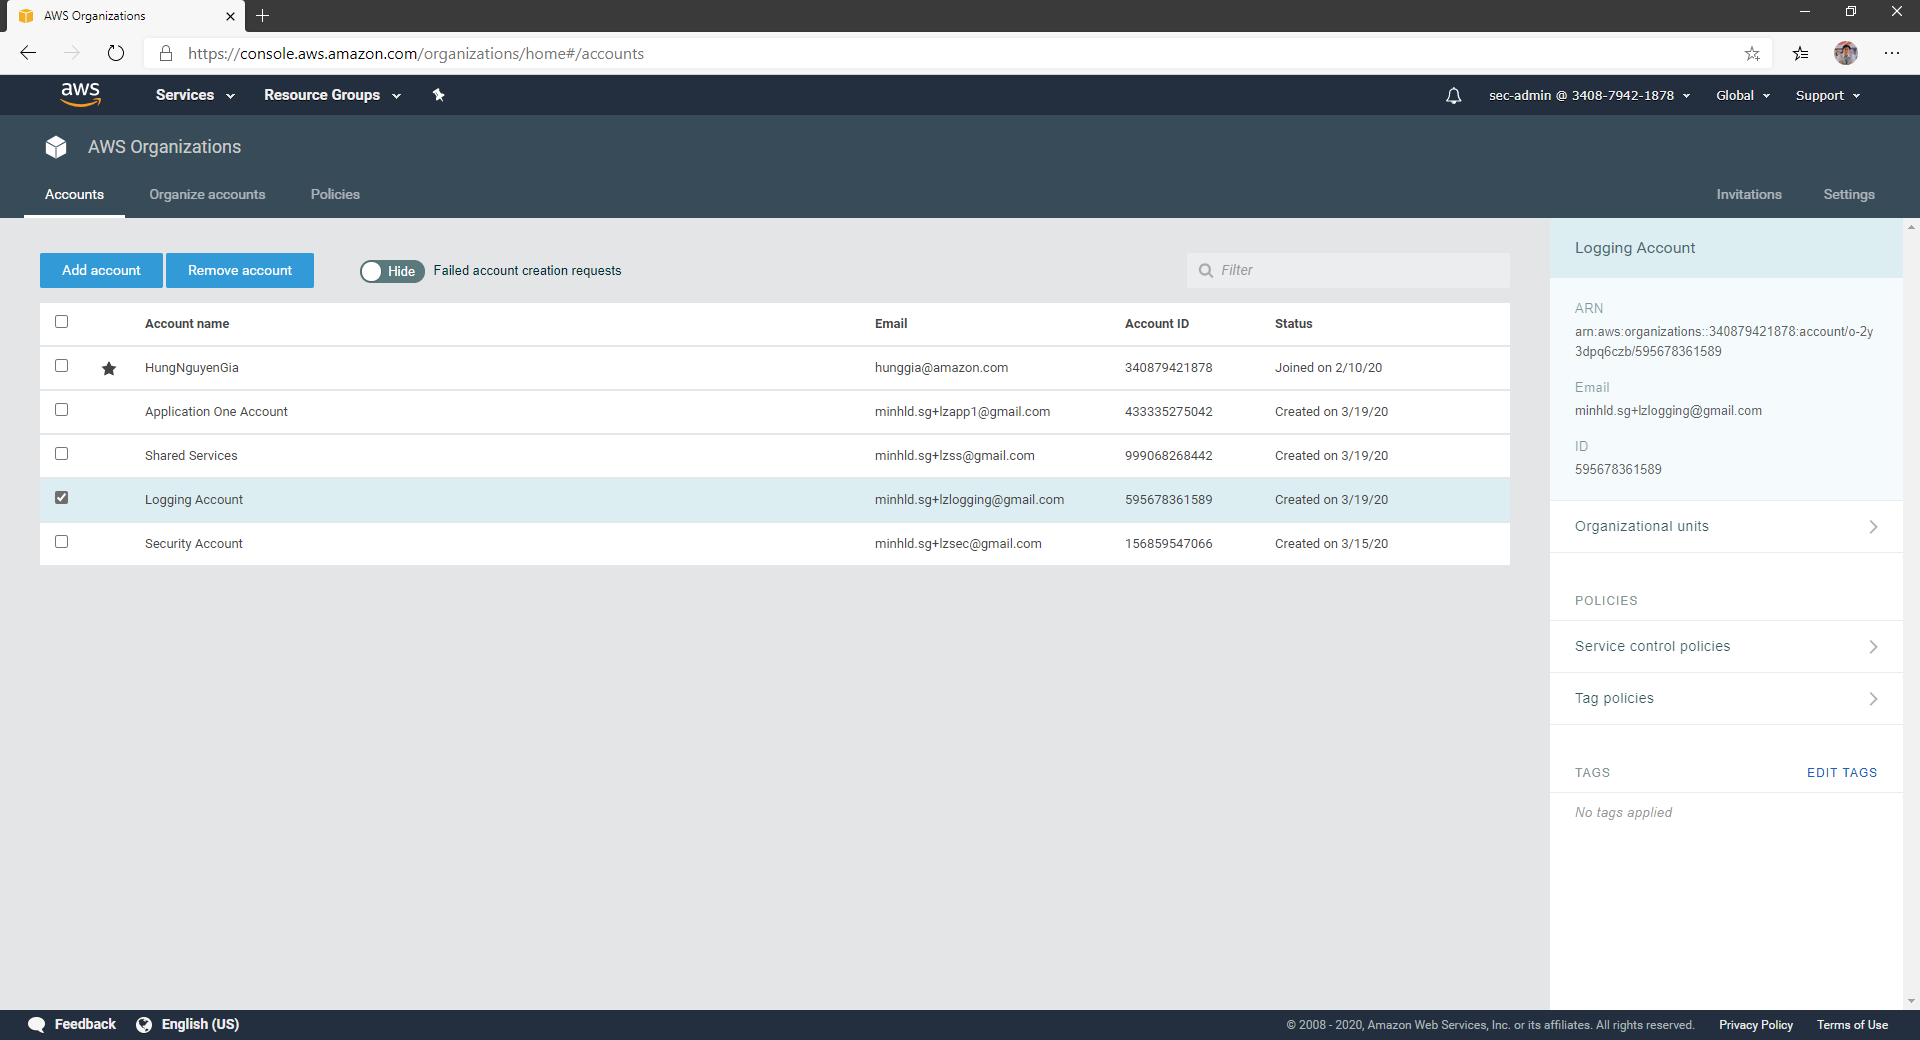 AWS Organizations
https://console.aws.amazon.com/organizations/home#/accounts
aws Services Resource Groups sec-admin @ 3408-7942-1878 Global Support
AWS Organizations
Accounts Organize accounts Policies Invitations Settings
Add account Remove account Hide Failed account creation requests Filter
Account name Email Account ID Status
HungNguyenGia hunggia@amazon.com 340879421878 Joined on 2/10/20
Application One Account minhld.sg+lzapp1@gmail.com 433335275042 Created on 3/19/20
Shared Services minhld.sg+lzss@gmail.com 999068268442 Created on 3/19/20
Logging Account minhld.sg+lzlogging@gmail.com 595678361589 Created on 3/19/20
Security Account minhld.sg+lzsec@gmail.com 156859547066 Created on 3/15/20
Logging Account
ARN
arn:aws:organizations::340879421878:account/o-2y
3dpq6czb/595678361589
Email
minhld.sg+lzlogging@gmail.com
ID
595678361589
Organizational units
POLICIES
Service control policies
Tag policies
TAGS EDIT TAGS
No tags applied
Feedback English (US) © 2008 - 2020, Amazon Web Services, Inc. or its affiliates. All rights reserved. Privacy Policy Terms of Use